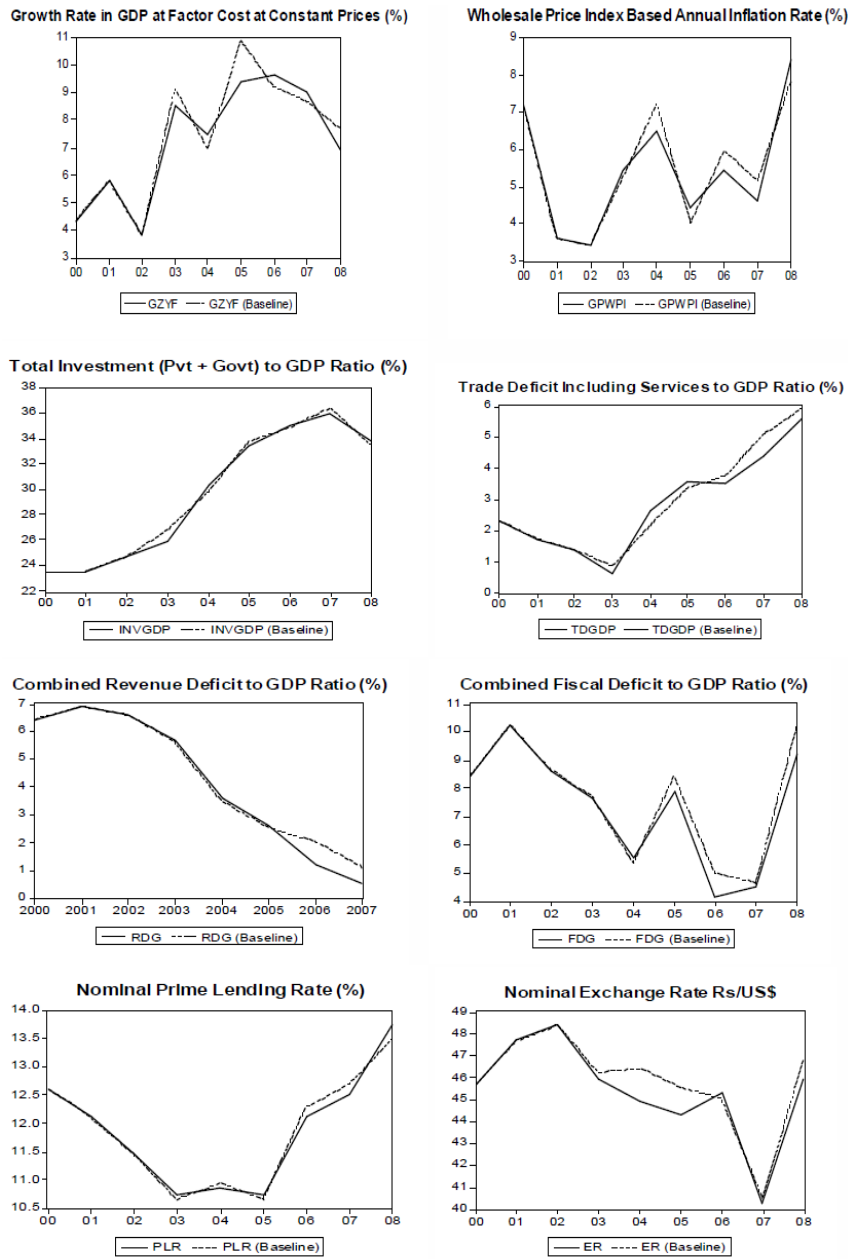 Growth Rate in GDP at Factor Cost at Constant Prices (%)
11
10
9
8
7
6
5
4
3
00 01 02 03 04 05 06 07 08
GZYF GZYF (Baseline)
Wholesale Price Index Based Annual Inflation Rate (%)
9
8
7
6
5
4
3
00 01 02 03 04 05 06 07 08
GPWPI GPWPI (Baseline)
Total Investment (Pvt + Govt) to GDP Ratio (%)
38
36
34
32
30
28
26
24
22
00 01 02 03 04 05 06 07 08
INVGDP INVGDP (Baseline)
Trade Deficit Including Services to GDP Ratio (%)
6
5
4
3
2
1
0
00 01 02 03 04 05 06 07 08
TDGDP TDGDP (Baseline)
Combined Revenue Deficit to GDP Ratio (%)
7
6
5
4
3
2
1
0
2000 2001 2002 2003 2004 2005 2006 2007
RDG RDG (Baseline)
Combined Fiscal Deficit to GDP Ratio (%)
11
10
9
8
7
6
5
4
00 01 02 03 04 05 06 07 08
FDG FDG (Baseline)
Nominal Prime Lending Rate (%)
14.0
13.5
13.0
12.5
12.0
11.5
11.0
10.5
00 01 02 03 04 05 06 07 08
PLR PLR (Baseline)
Nominal Exchange Rate Rs/US$
49
48
47
46
45
44
43
42
41
40
00 01 02 03 04 05 06 07 08
ER ER (Baseline)